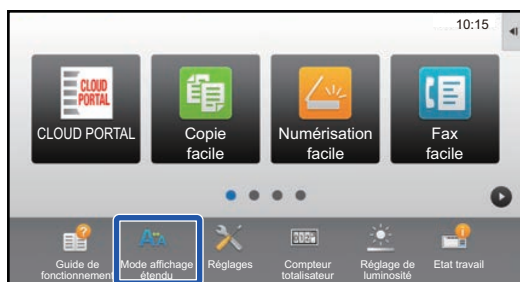 10:15
CLOUD
PORTAL
CLOUD PORTAL
Copie
facile
Numérisation
facile
Fax
facile
Guide de
fonctionnement
Mode affichage
étendu
Réglages
Compteur
totalisateur
Réglage de
luminosité
Etat travail